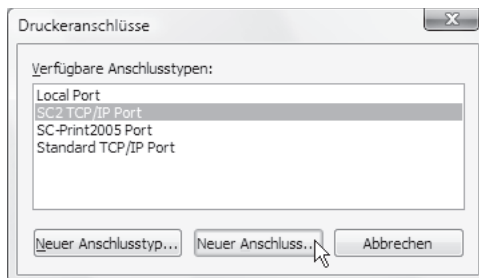 Druckeranschlüsse
Verfügbare Anschlusstypen:
Local Port
SC2 TCP/IP Port
SC-Print2005 Port
Standard TCP/IP Port
Neuer Anschlusstyp... Neuer Anschluss... Abbrechen